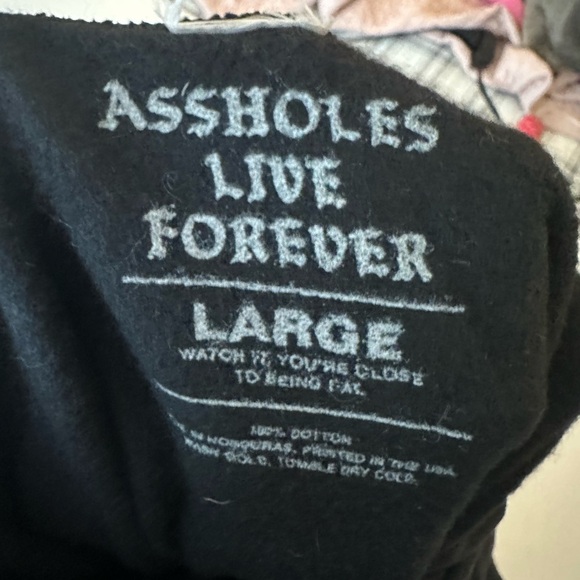 ASSHOLES
LIVE
FOREVER
LARGE
WATCH IT, YOU'RE CLOSE
TO BEING FAT.
100% COTTON
IN HONDURAS, PRINTED IN THE USA.
WASH COLD, TUMBLE DRY COLD.